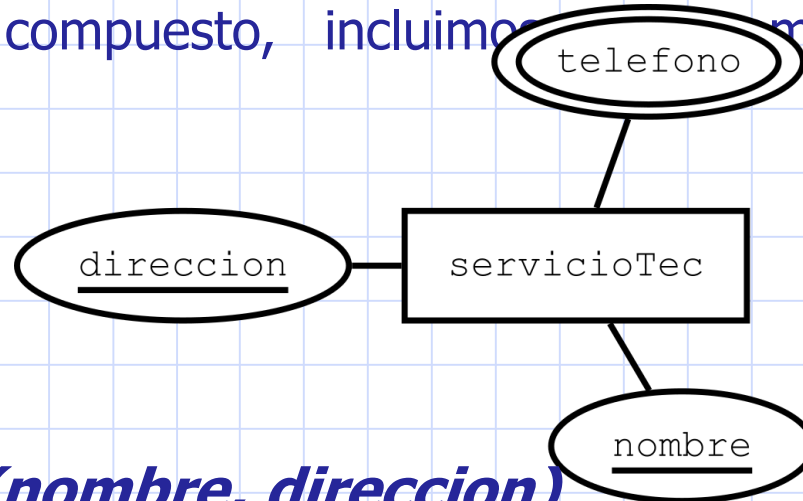 compuesto, incluimos
telefono
direccion
servicioTec
nombre
(nombre, direccion)